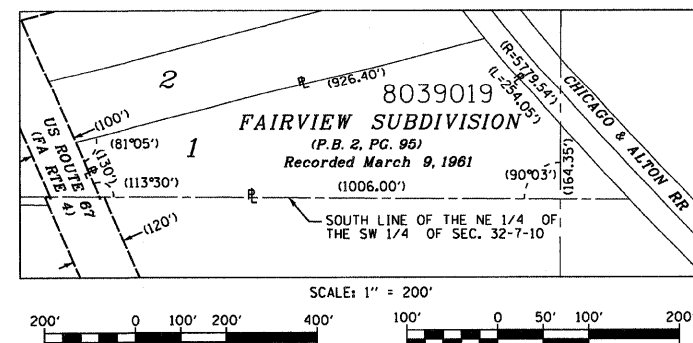 2
(926.40')
8039019
(R=5779.54')
(L=254.05')
CHICAGO & ALTON RR
(100')
US ROUTE 67
(FA RTE 4)
(81°05')
1
FAIRVIEW SUBDIVISION
(P.B. 2, PG. 95)
Recorded March 9, 1961
(130')
(113°30')
PL
(1006.00')
(90°03')
(164.35')
(120')
SOUTH LINE OF THE NE 1/4 OF
THE SW 1/4 OF SEC. 32-7-10
SCALE: 1" = 200'
200' 0 100' 200' 400'
100' 0 50' 100' 200'